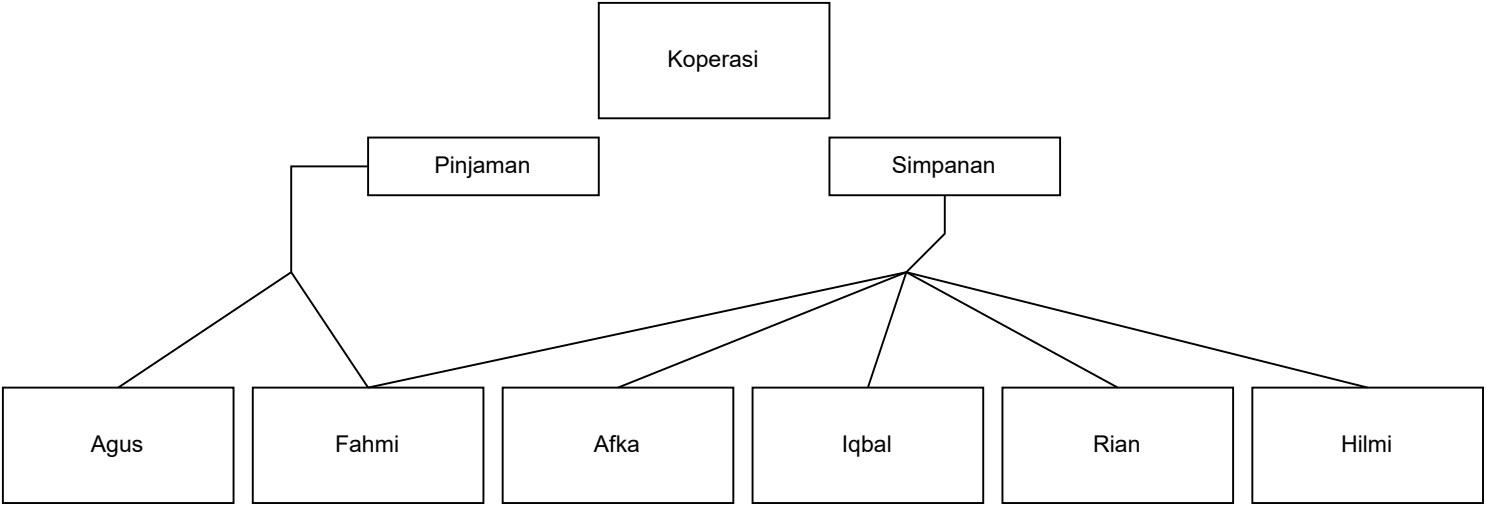 Koperasi
Pinjaman
Simpanan
Agus
Fahmi
Afka
Iqbal
Rian
Hilmi